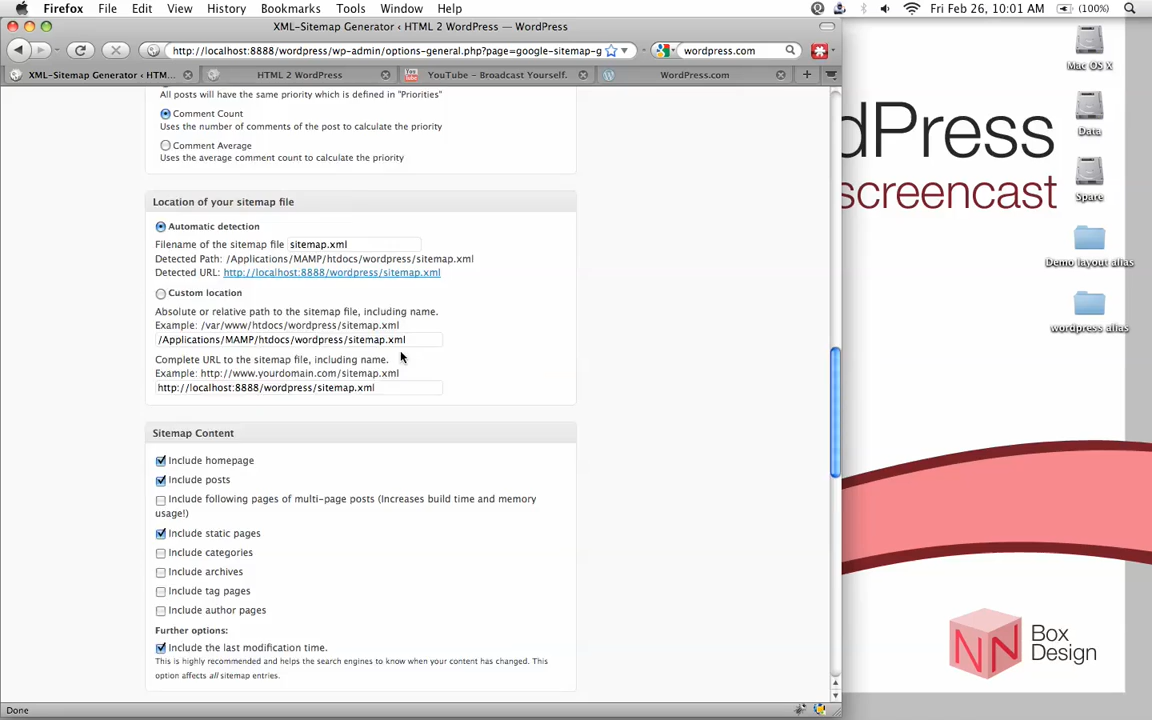 Firefox File Edit View History Bookmarks Tools Window Help
(100%) Fri Feb 26, 10:01 AM
XML-Sitemap Generator ‹ HTML 2 WordPress — WordPress
http://localhost:8888/wordpress/wp-admin/options-general.php?page=google-sitemap-g
wordpress.com
XML-Sitemap Generator ‹ HTM...
HTML 2 WordPress
YouTube - Broadcast Yourself.
WordPress.com
All posts will have the same priority which is defined in "Priorities"
Comment Count
Uses the number of comments of the post to calculate the priority
Comment Average
Uses the average comment count to calculate the priority
Location of your sitemap file
Automatic detection
Filename of the sitemap file sitemap.xml
Detected Path: /Applications/MAMP/htdocs/wordpress/sitemap.xml
Detected URL: http://localhost:8888/wordpress/sitemap.xml
Custom location
Absolute or relative path to the sitemap file, including name.
Example: /var/www/htdocs/wordpress/sitemap.xml
/Applications/MAMP/htdocs/wordpress/sitemap.xml
Complete URL to the sitemap file, including name.
Example: http://www.yourdomain.com/sitemap.xml
http://localhost:8888/wordpress/sitemap.xml
Sitemap Content
Include homepage
Include posts
Include following pages of multi-page posts (Increases build time and memory
usage!)
Include static pages
Include categories
Include archives
Include tag pages
Include author pages
Further options:
Include the last modification time.
This is highly recommended and helps the search engines to know when your content has changed. This
option affects all sitemap entries.
Done
dPress
screencast
Mac OS X
Data
Spare
Demo layout alias
wordpress alias
NN
Box
Design